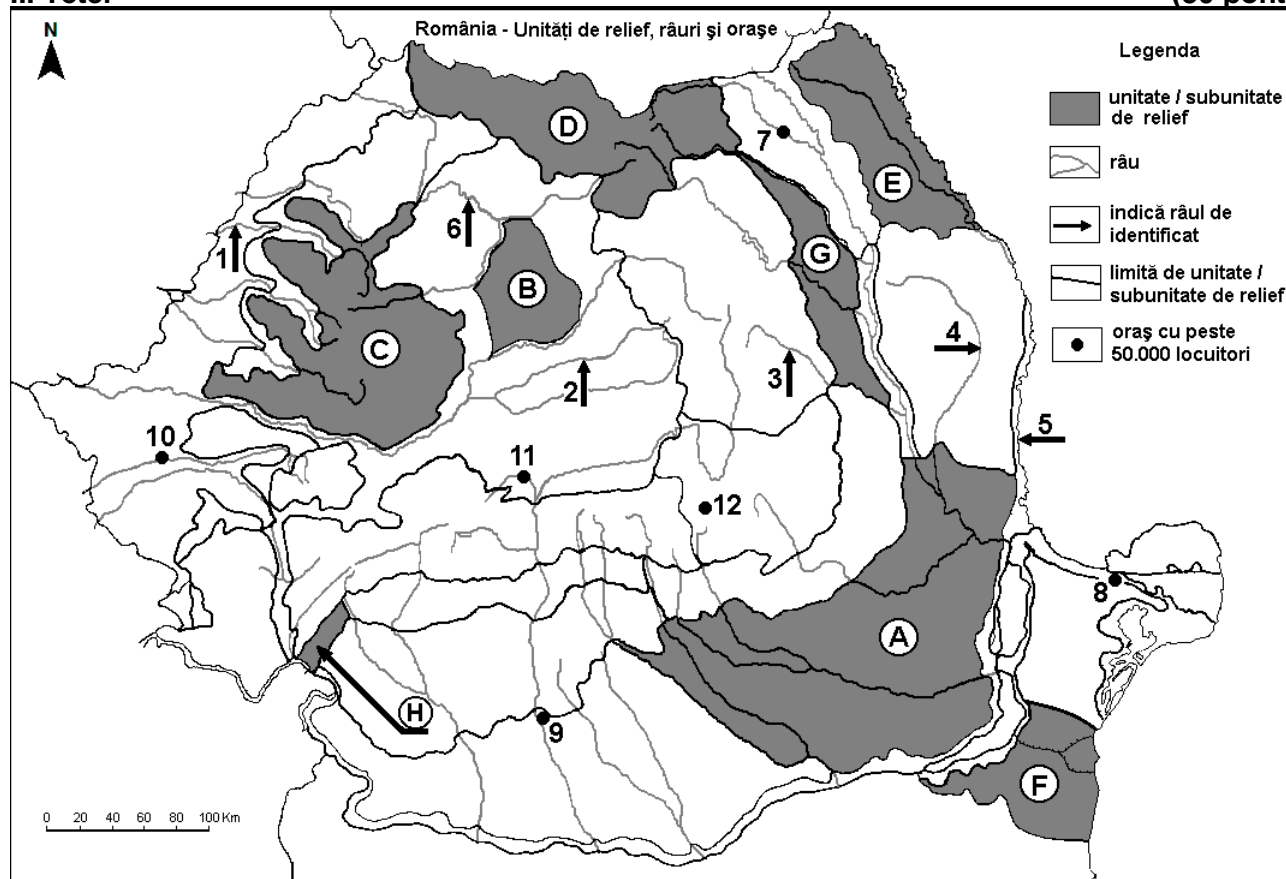 România - Unităţi de relief, râuri şi oraşe
N
Legenda
unitate / subunitate
de relief
râu
indică râul de
identificat
limită de unitate /
subunitate de relief
oraş cu peste
50.000 locuitori
D
7
E
6
1
G
B
C
4
2
3
5
10
11
12
8
A
H
9
F
0 20 40 60 80 100 Km